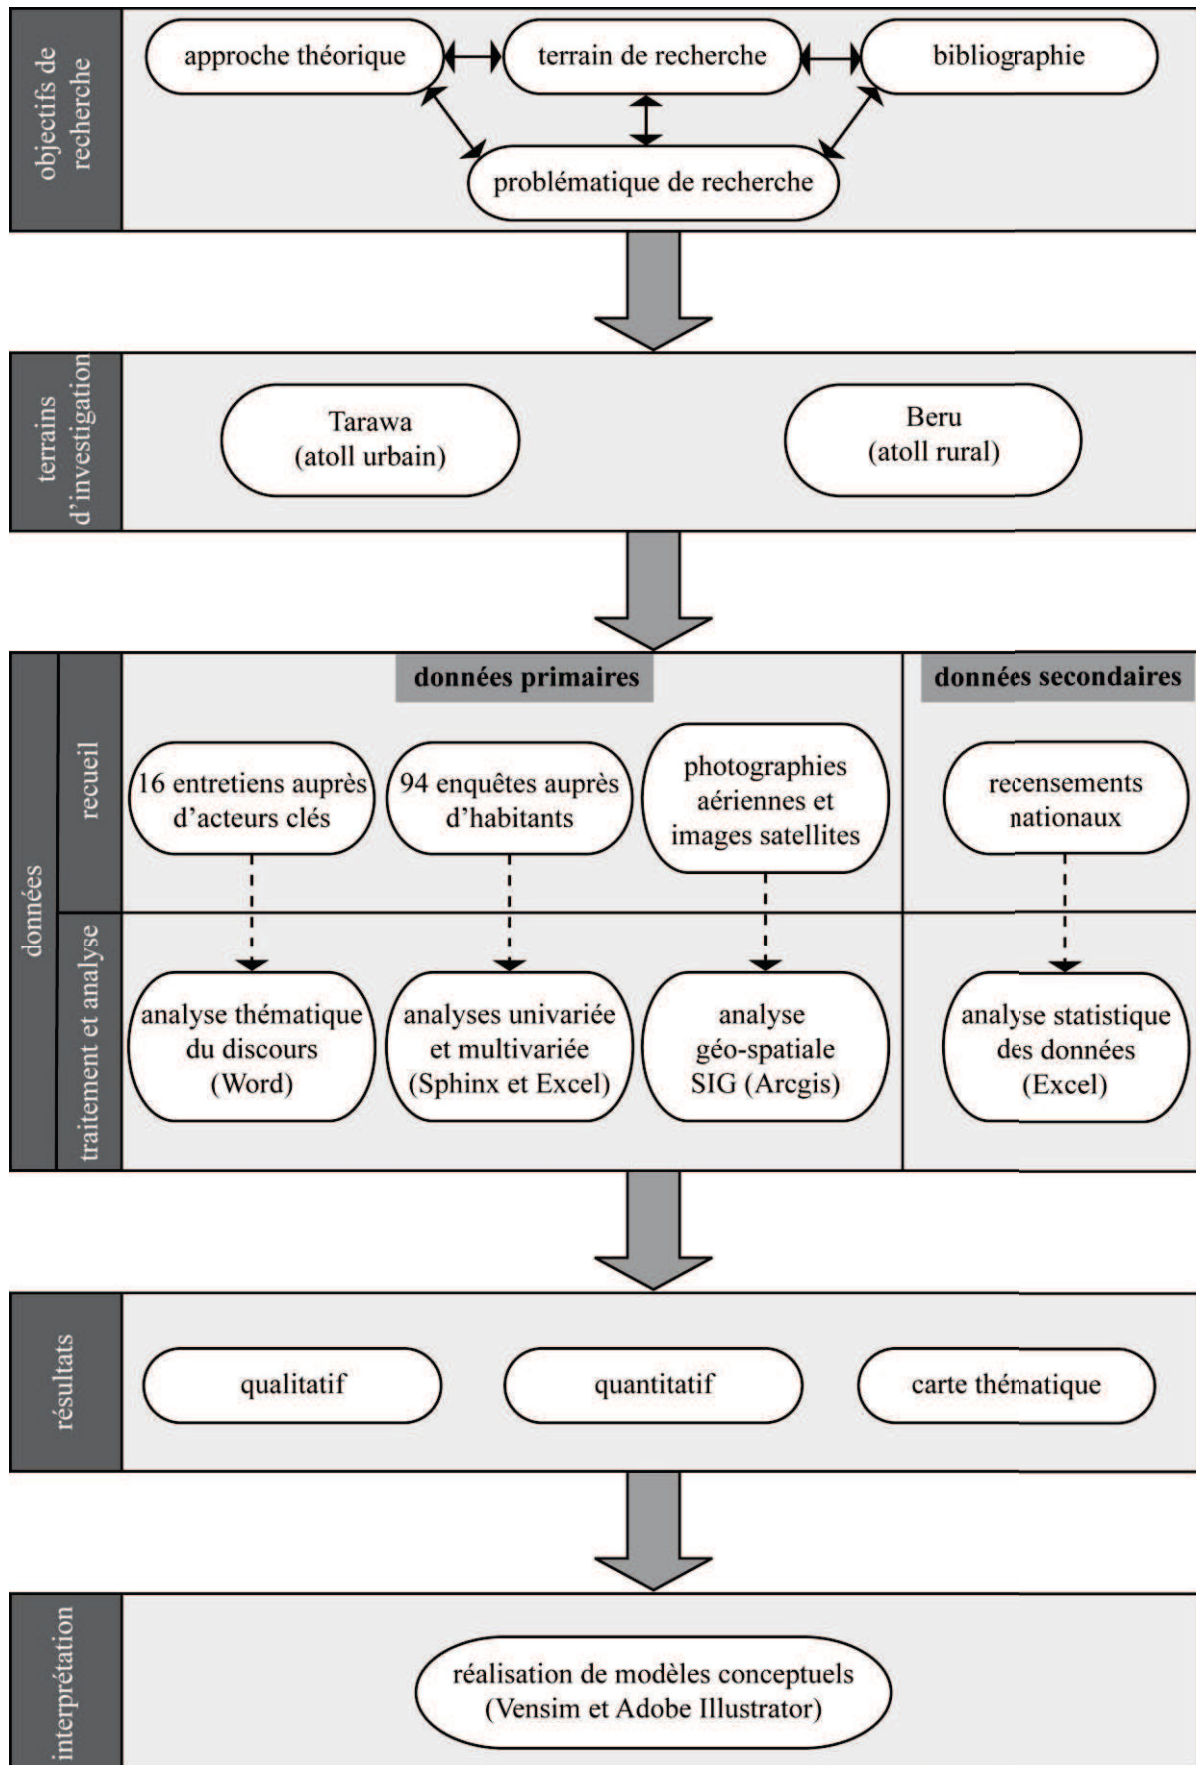 objectifs de
recherche
approche théorique
terrain de recherche
bibliographie
problématique de recherche
terrains
d’investigation
Tarawa
(atoll urbain)
Beru
(atoll rural)
données
recueil
données primaires
données secondaires
16 entretiens auprès
d’acteurs clés
94 enquêtes auprès
d’habitants
photographies
aériennes et
images satellites
recensements
nationaux
traitement et analyse
analyse thématique
du discours
(Word)
analyses univariée
et multivariée
(Sphinx et Excel)
analyse
géo-spatiale
SIG (Arcgis)
analyse statistique
des données
(Excel)
résultats
qualitatif
quantitatif
carte thématique
interprétation
réalisation de modèles conceptuels
(Vensim et Adobe Illustrator)